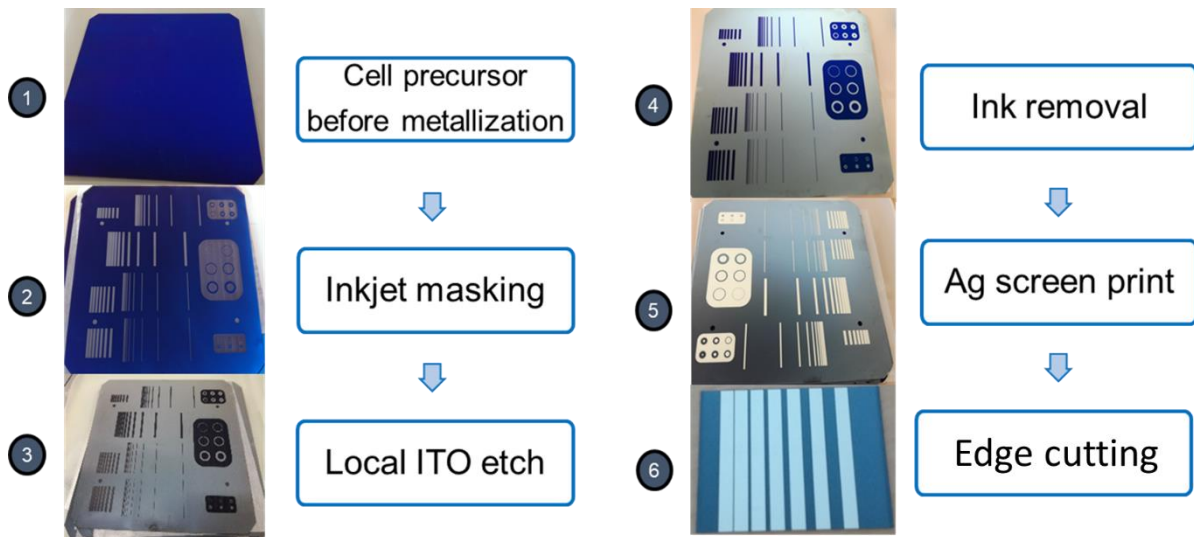 1
Cell precursor
before metallization
2
Inkjet masking
3
Local ITO etch
4
Ink removal
5
Ag screen print
6
Edge cutting